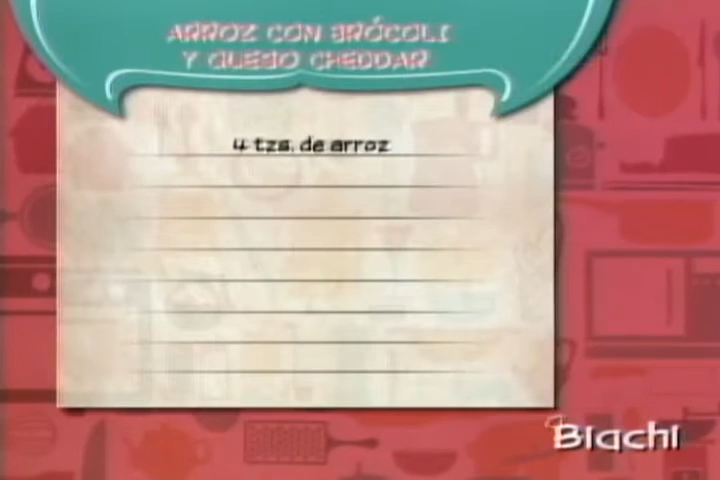 ARROZ CON BRÓCOLI
Y QUESO CHEDDAR
4 tzs. de arroz
Biachi